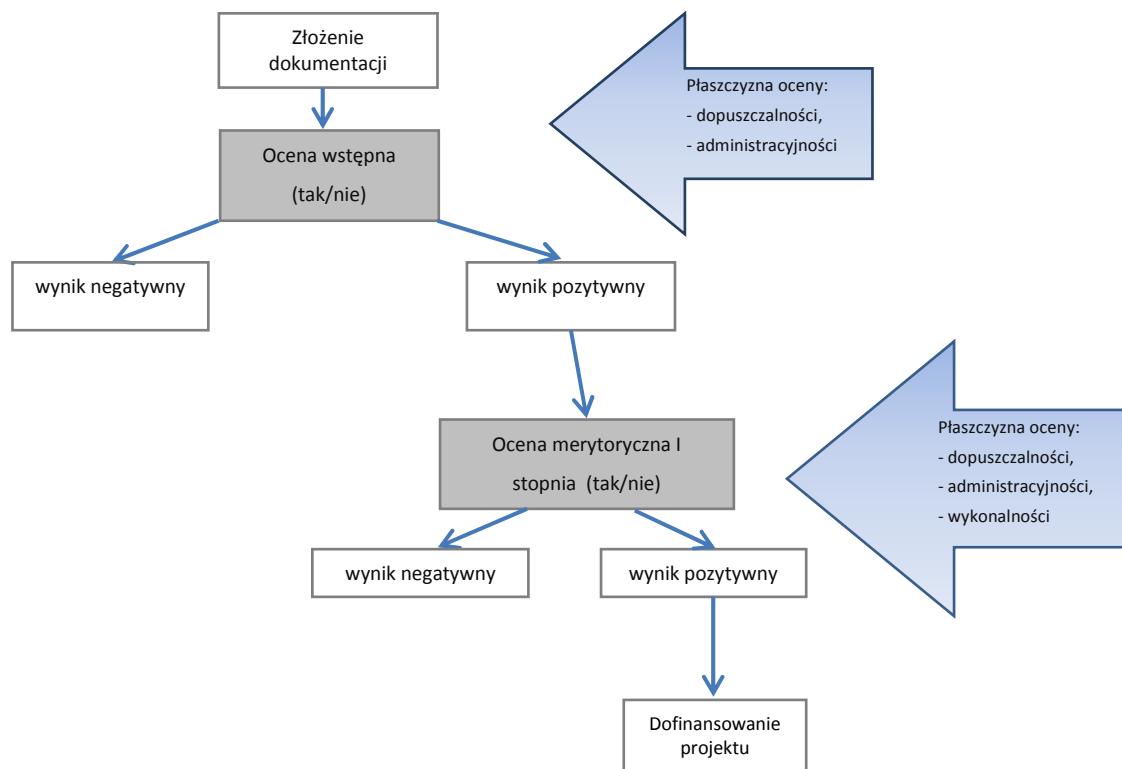 Złożenie
dokumentacji
Płaszczyzna oceny:
- dopuszczalności,
- administracyjności
Ocena wstępna
(tak/nie)
wynik negatywny
wynik pozytywny
Ocena merytoryczna I
stopnia (tak/nie)
Płaszczyzna oceny:
- dopuszczalności,
- administracyjności,
- wykonalności
wynik negatywny
wynik pozytywny
Dofinansowanie
projektu